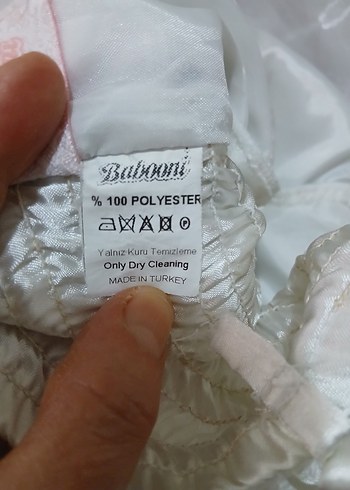 Babooni
% 100 POLYESTER
Yalnız Kuru Temizleme
Only Dry Cleaning
MADE IN TURKEY